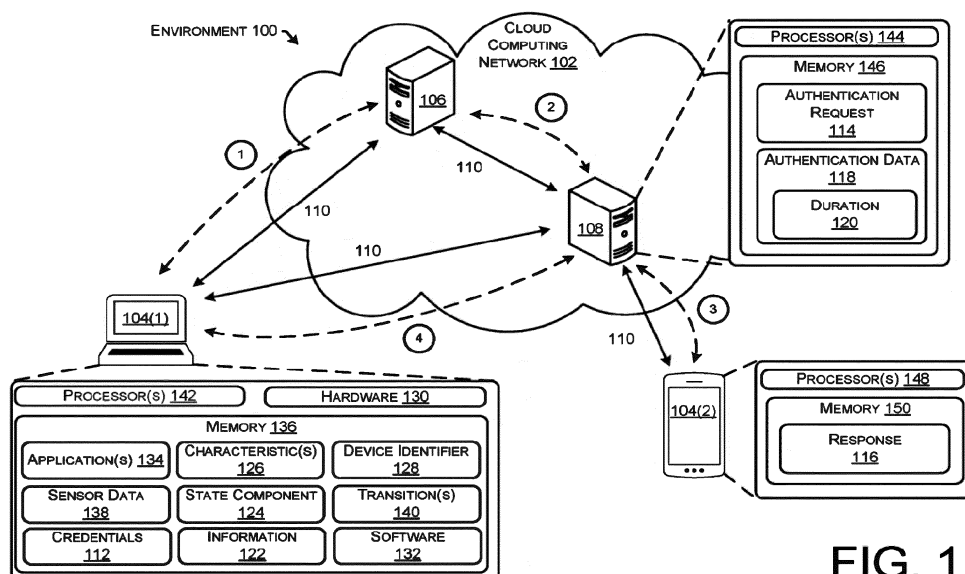 ENVIRONMENT 100
CLOUD
COMPUTING
NETWORK 102
106
2
1
110
110
110
108
104(1)
4
3
110
PROCESSOR(S) 144
MEMORY 146
AUTHENTICATION
REQUEST
114
AUTHENTICATION DATA
118
DURATION
120
PROCESSOR(S) 142
HARDWARE 130
MEMORY 136
APPLICATION(S) 134
CHARACTERISTIC(S)
126
DEVICE IDENTIFIER
128
SENSOR DATA
138
STATE COMPONENT
124
TRANSITION(S)
140
CREDENTIALS
112
INFORMATION
122
SOFTWARE
132
104(2)
PROCESSOR(S) 148
MEMORY 150
RESPONSE
116
FIG. 1